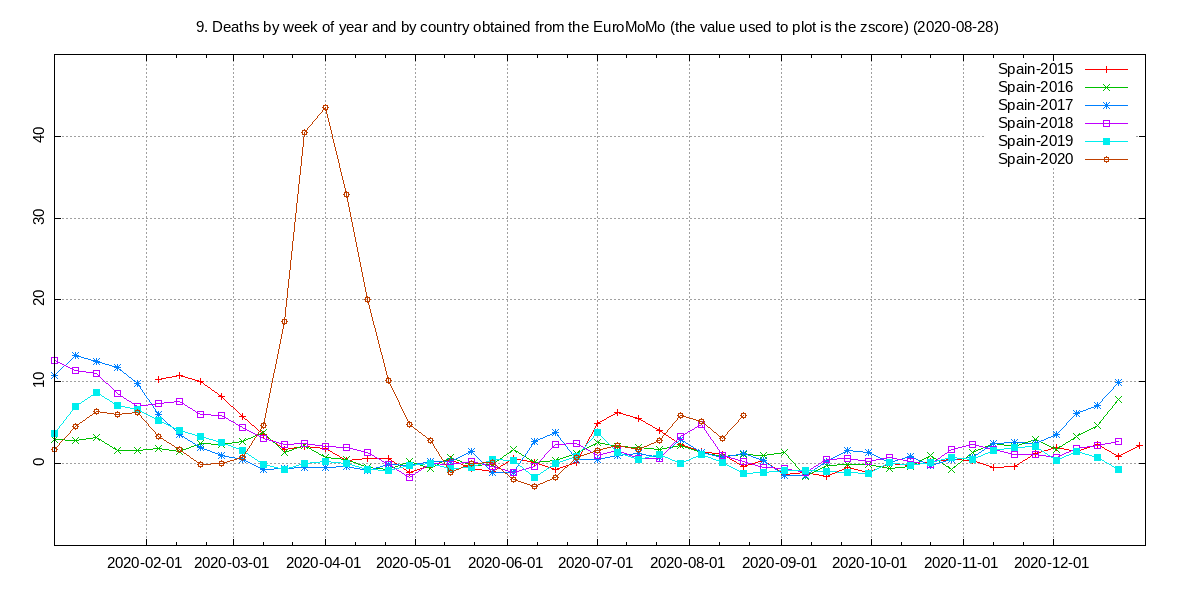 9. Deaths by week of year and by country obtained from the EuroMoMo (the value used to plot is the zscore) (2020-08-28)
Spain-2015
Spain-2016
Spain-2017
Spain-2018
Spain-2019
Spain-2020
40
30
20
10
0
2020-02-01 2020-03-01 2020-04-01 2020-05-01 2020-06-01 2020-07-01 2020-08-01 2020-09-01 2020-10-01 2020-11-01 2020-12-01